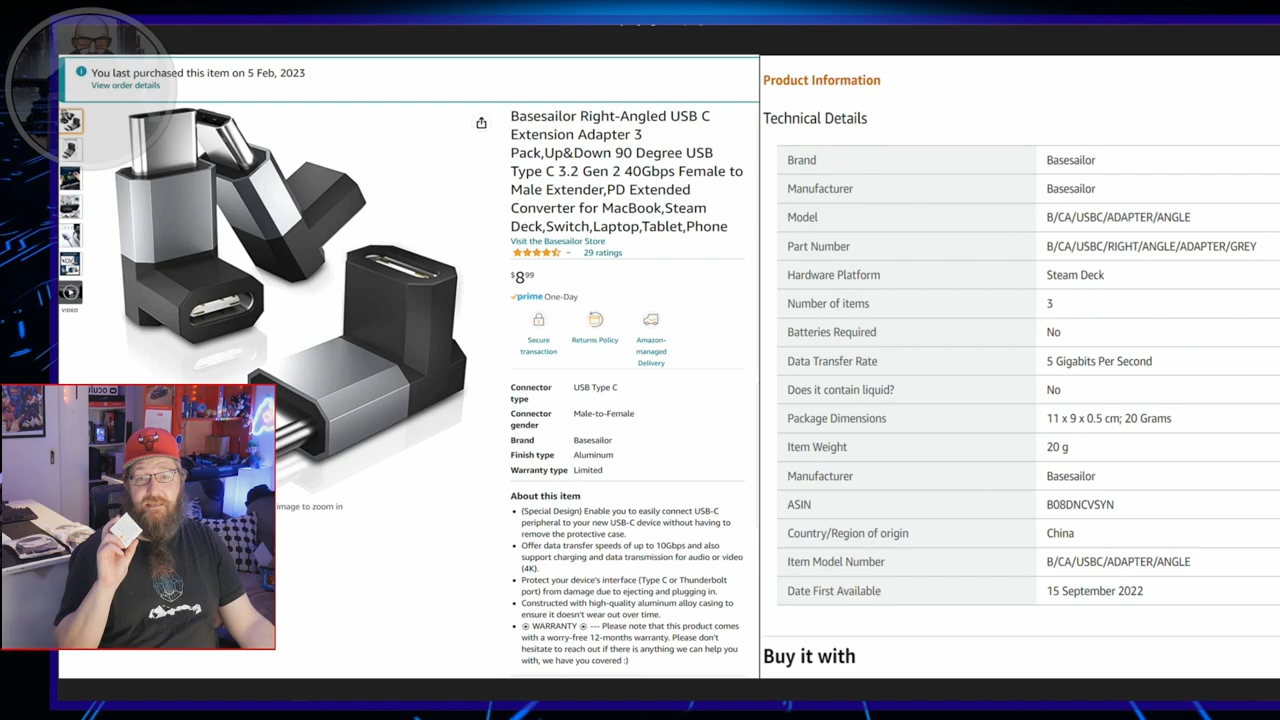 You last purchased this item on 5 Feb, 2023
View order details
VIDEO
image to zoom in
Basesailor Right-Angled USB C
Extension Adapter 3
Pack,Up&Down 90 Degree USB
Type C 3.2 Gen 2 40Gbps Female to
Male Extender,PD Extended
Converter for MacBook,Steam
Deck,Switch,Laptop,Tablet,Phone
Visit the Basesailor Store
29 ratings
$8.99
prime One-Day
Secure
transaction
Returns Policy
Amazon-
managed
Delivery
Connector
type
USB Type C
Connector
gender
Male-to-Female
Brand Basesailor
Finish type Aluminum
Warranty type Limited
About this item
• (Special Design) Enable you to easily connect USB-C
peripheral to your new USB-C device without having to
remove the protective case.
• Offer data transfer speeds of up to 10Gbps and also
support charging and data transmission for audio or video
(4K).
• Protect your device's interface (Type C or Thunderbolt
port) from damage due to ejecting and plugging in.
• Constructed with high-quality aluminum alloy casing to
ensure it doesn't wear out over time.
• ⦿ WARRANTY ⦿ --- Please note that this product comes
with a worry-free 12-months warranty. Please don't
hesitate to reach out if there is anything we can help you
with, we have you covered :)
Product Information
Technical Details
Brand Basesailor
Manufacturer Basesailor
Model B/CA/USBC/ADAPTER/ANGLE
Part Number B/CA/USBC/RIGHT/ANGLE/ADAPTER/GREY
Hardware Platform Steam Deck
Number of items 3
Batteries Required No
Data Transfer Rate 5 Gigabits Per Second
Does it contain liquid? No
Package Dimensions 11 x 9 x 0.5 cm; 20 Grams
Item Weight 20 g
Manufacturer Basesailor
ASIN B08DNCVSYN
Country/Region of origin China
Item Model Number B/CA/USBC/ADAPTER/ANGLE
Date First Available 15 September 2022
Buy it with